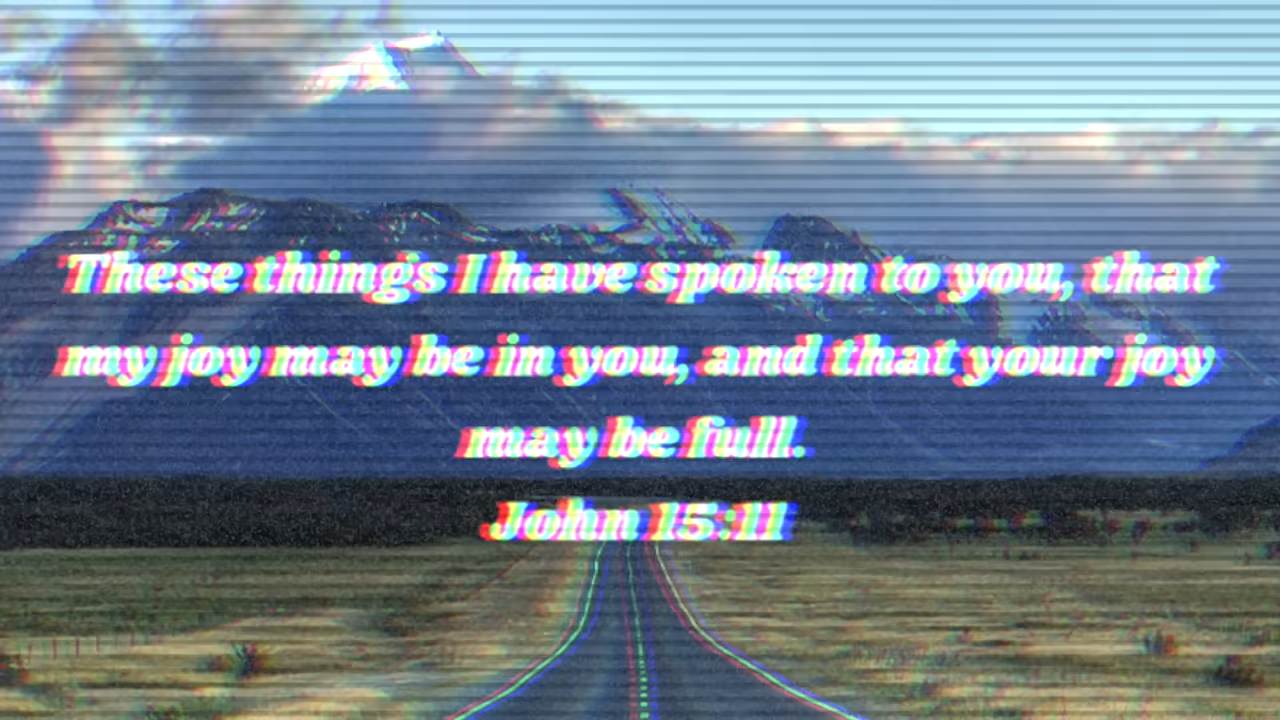 These things I have spoken to you, that
my joy may be in you, and that your joy
may be full.
John 15:11